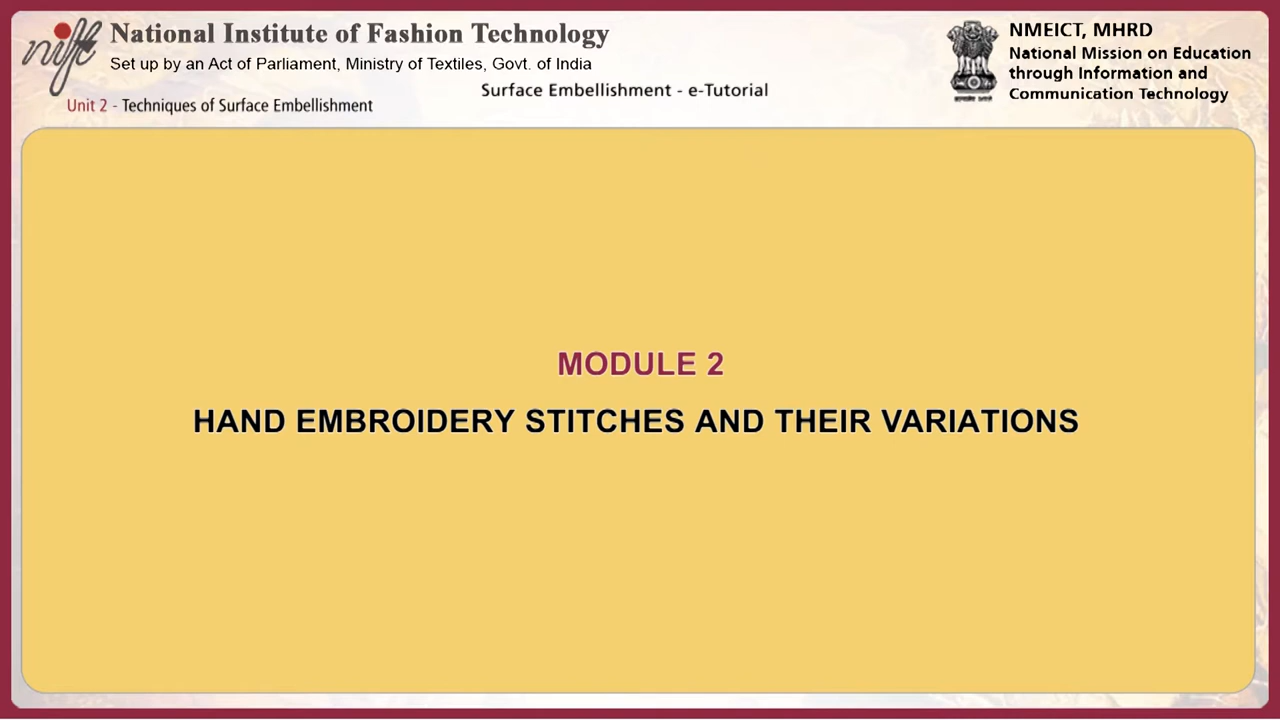 nift
National Institute of Fashion Technology
Set up by an Act of Parliament, Ministry of Textiles, Govt. of India
Unit 2 - Techniques of Surface Embellishment
Surface Embellishment - e-Tutorial
NMEICT, MHRD
National Mission on Education
through Information and
Communication Technology
MODULE 2
HAND EMBROIDERY STITCHES AND THEIR VARIATIONS